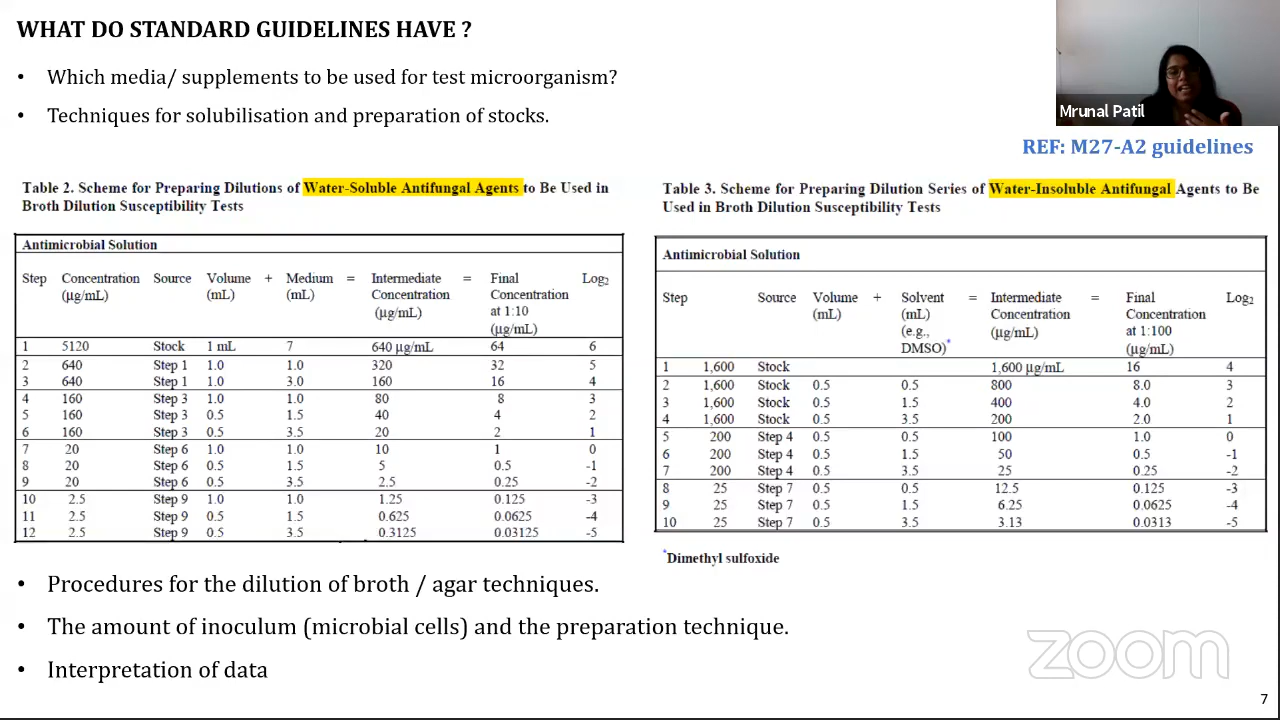 WHAT DO STANDARD GUIDELINES HAVE ?
• Which media/ supplements to be used for test microorganism?
• Techniques for solubilisation and preparation of stocks.
Mrunal Patil
REF: M27-A2 guidelines
Table 2. Scheme for Preparing Dilutions of Water-Soluble Antifungal Agents to Be Used in
Broth Dilution Susceptibility Tests
Antimicrobial Solution
Step Concentration Source Volume + Medium = Intermediate = Final Log₂
(µg/mL) (mL) (mL) Concentration Concentration
(µg/mL) at 1:10
(µg/mL)
1 5120 Stock 1 mL 7 640 µg/mL 64 6
2 640 Step 1 1.0 1.0 320 32 5
3 640 Step 1 1.0 3.0 160 16 4
4 160 Step 3 1.0 1.0 80 8 3
5 160 Step 3 0.5 1.5 40 4 2
6 160 Step 3 0.5 3.5 20 2 1
7 20 Step 6 1.0 1.0 10 1 0
8 20 Step 6 0.5 1.5 5 0.5 -1
9 20 Step 6 0.5 3.5 2.5 0.25 -2
10 2.5 Step 9 1.0 1.0 1.25 0.125 -3
11 2.5 Step 9 0.5 1.5 0.625 0.0625 -4
12 2.5 Step 9 0.5 3.5 0.3125 0.03125 -5
Table 3. Scheme for Preparing Dilution Series of Water-Insoluble Antifungal Agents to Be
Used in Broth Dilution Susceptibility Tests
Antimicrobial Solution
Step Source Volume + Solvent = Intermediate = Final Log₂
(mL) (mL) Concentration Concentration
(e.g., (µg/mL) at 1:100
DMSO)* (µg/mL)
1 1,600 Stock 1,600 µg/mL 16 4
2 1,600 Stock 0.5 0.5 800 8.0 3
3 1,600 Stock 0.5 1.5 400 4.0 2
4 1,600 Stock 0.5 3.5 200 2.0 1
5 200 Step 4 0.5 0.5 100 1.0 0
6 200 Step 4 0.5 1.5 50 0.5 -1
7 200 Step 4 0.5 3.5 25 0.25 -2
8 25 Step 7 0.5 0.5 12.5 0.125 -3
9 25 Step 7 0.5 1.5 6.25 0.0625 -4
10 25 Step 7 0.5 3.5 3.13 0.0313 -5
*Dimethyl sulfoxide
• Procedures for the dilution of broth / agar techniques.
• The amount of inoculum (microbial cells) and the preparation technique.
• Interpretation of data
zoom
7